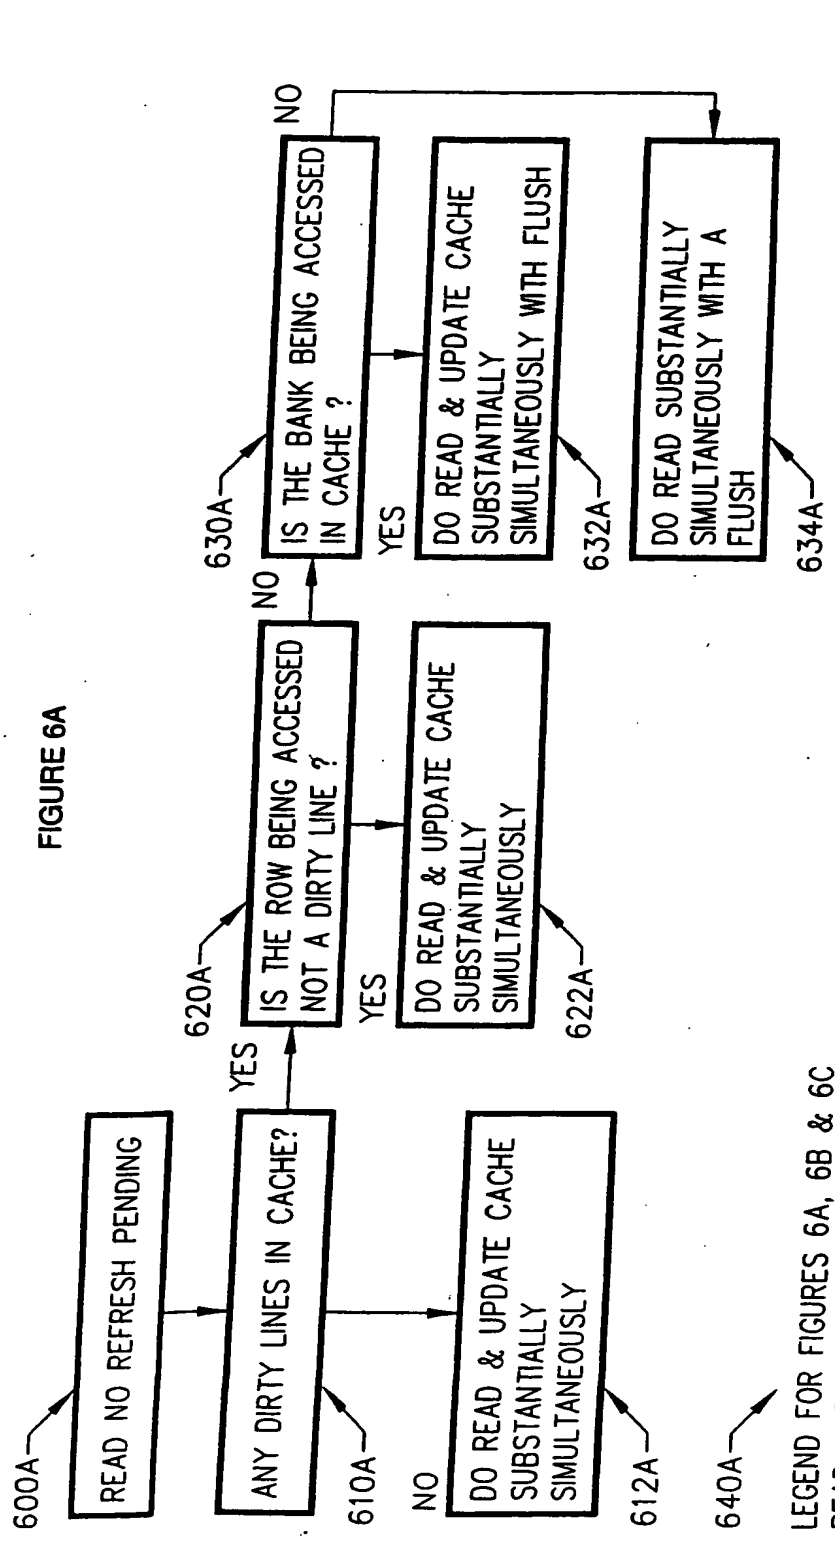 FIGURE 6A
600A
READ NO REFRESH PENDING
610A
ANY DIRTY LINES IN CACHE?
YES
NO
612A
DO READ & UPDATE CACHE
SUBSTANTIALLY
SIMULTANEOUSLY
620A
IS THE ROW BEING ACCESSED
NOT A DIRTY LINE ?
NO
YES
622A
DO READ & UPDATE CACHE
SUBSTANTIALLY
SIMULTANEOUSLY
630A
IS THE BANK BEING ACCESSED
IN CACHE ?
NO
YES
632A
DO READ & UPDATE CACHE
SUBSTANTIALLY
SIMULTANEOUSLY WITH FLUSH
634A
DO READ SUBSTANTIALLY
SIMULTANEOUSLY WITH A
FLUSH
640A
LEGEND FOR FIGURES 6A, 6B & 6C